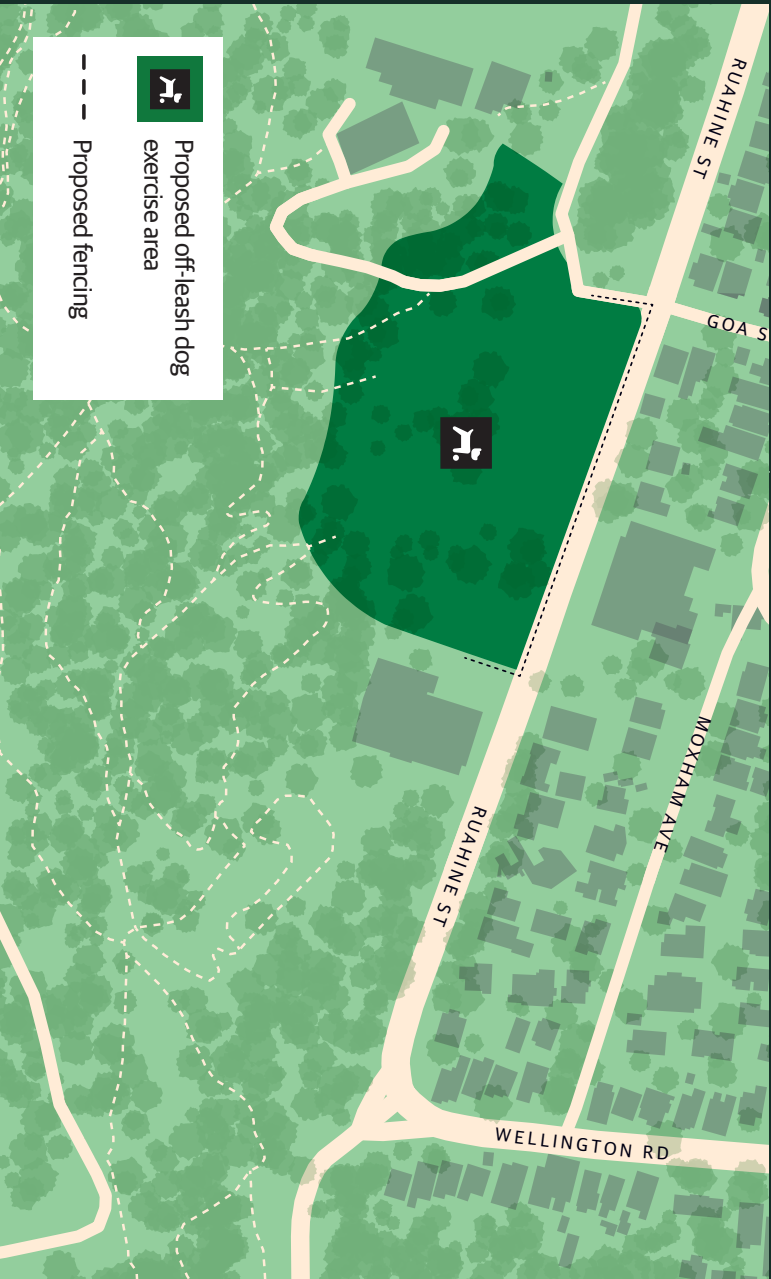 Proposed off-leash dog
exercise area
Proposed fencing
RUAHINE ST
GOA S
MOXHAM AVE
RUAHINE ST
WELLINGTON RD